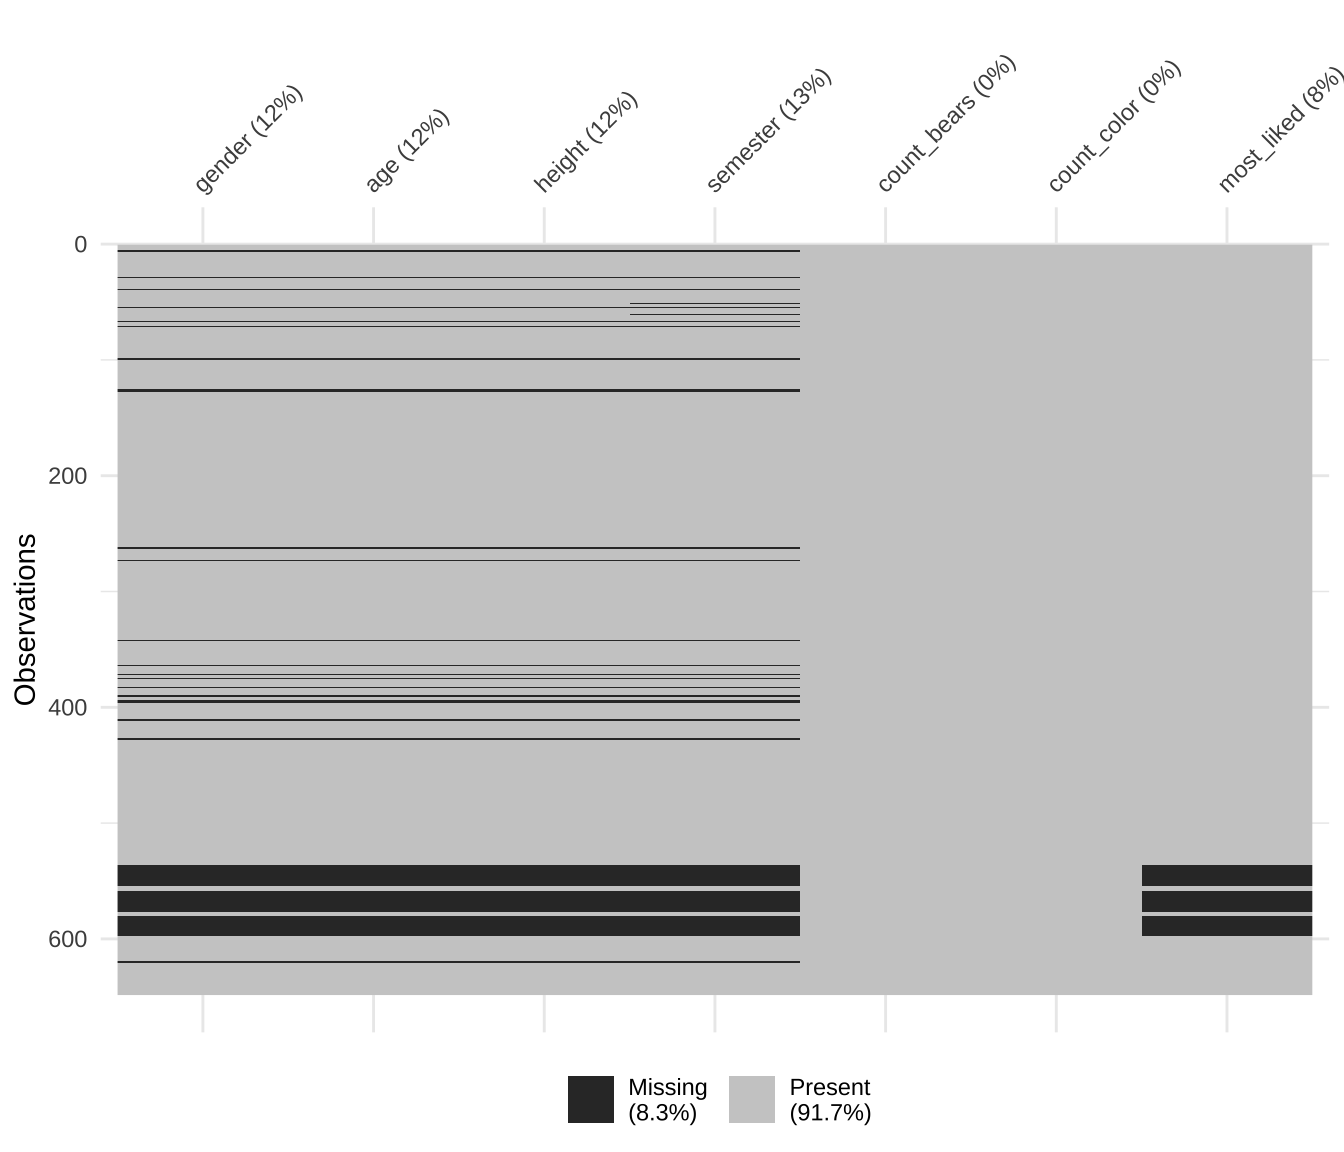 gender (12%)
age (12%)
height (12%)
semester (13%)
count_bears (0%)
count_color (0%)
most_liked (8%)
0
200
400
600
Observations
Missing
(8.3%)
Present
(91.7%)